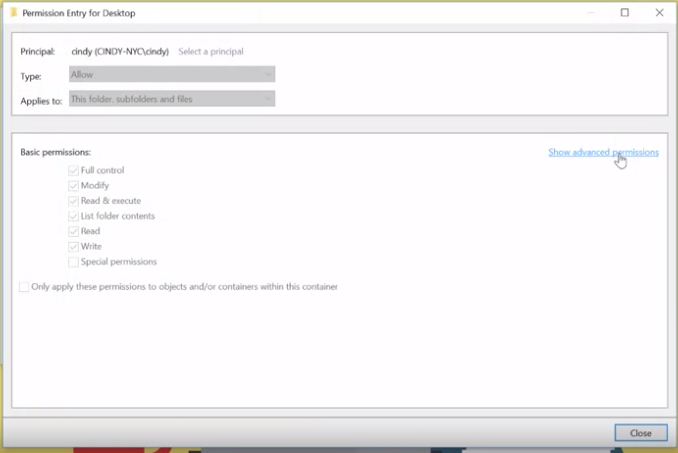 Permission Entry for Desktop
Principal: cindy (CINDY-NYC\cindy) Select a principal
Type: Allow
Applies to: This folder, subfolders and files
Basic permissions: Show advanced permissions
Full control
Modify
Read & execute
List folder contents
Read
Write
Special permissions
Only apply these permissions to objects and/or containers within this container
Close